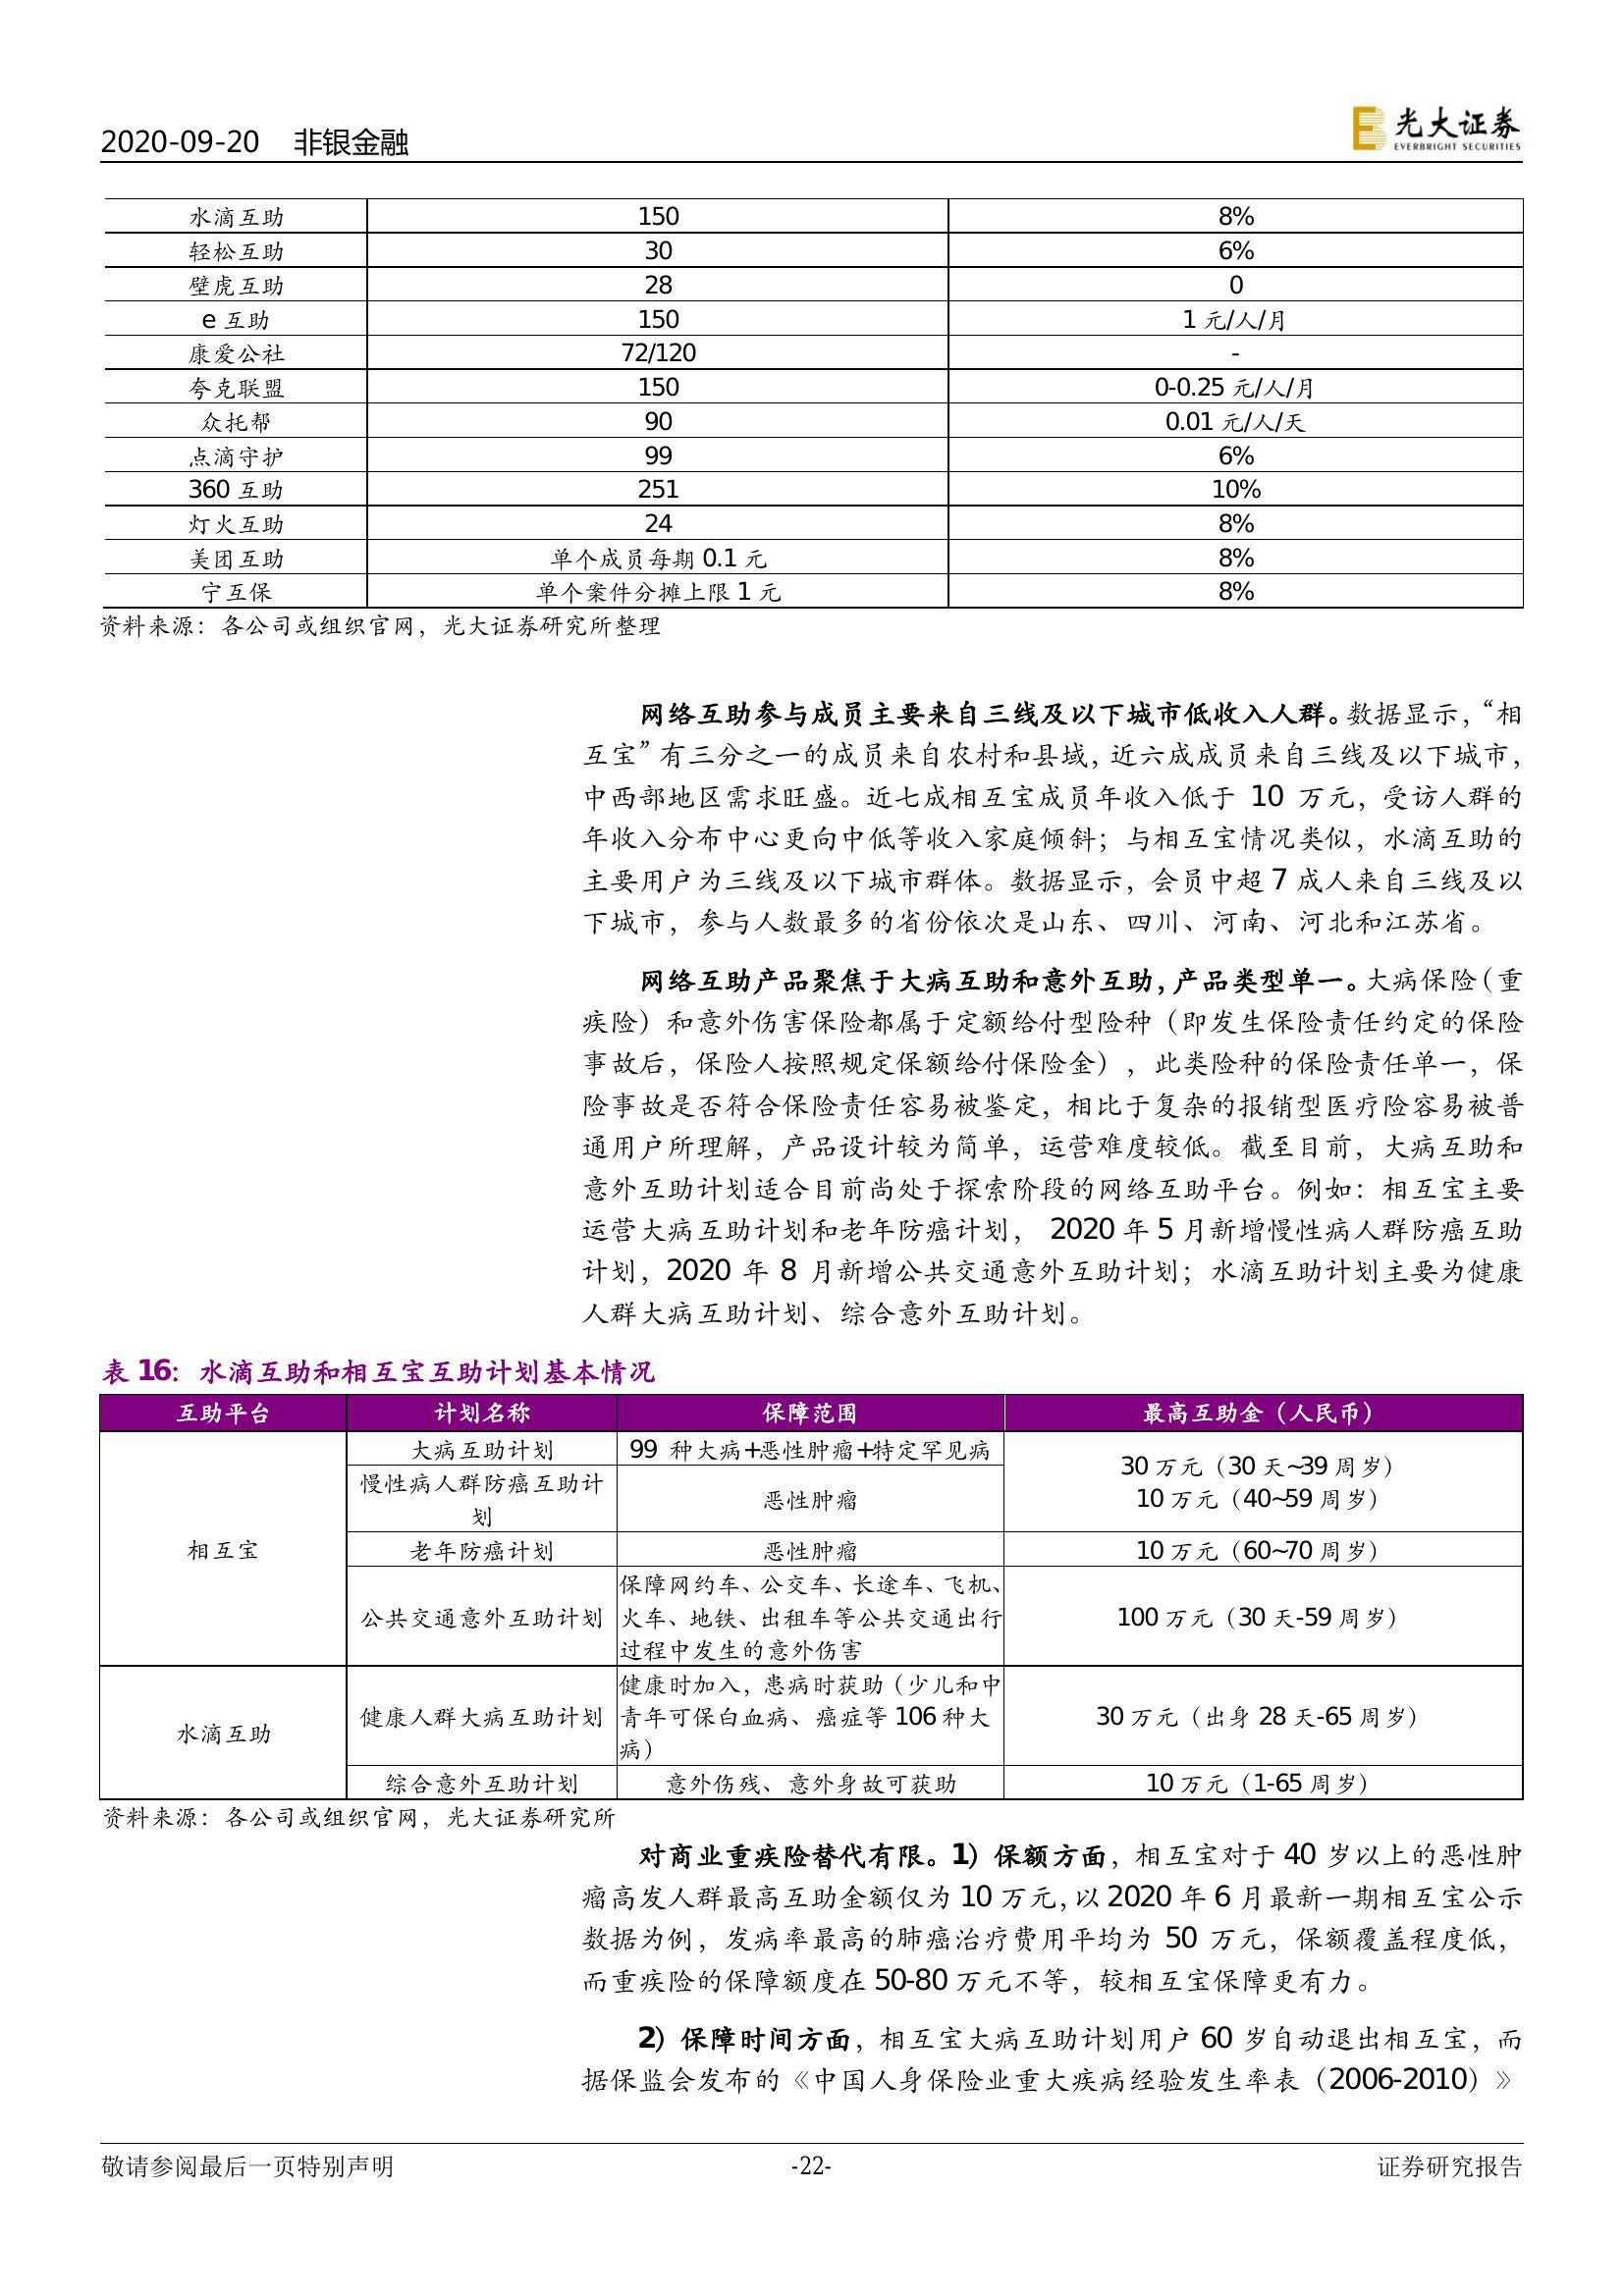 2020-09-20 非银金融
光大证券
EVERBRIGHT SECURITIES
水滴互助 150 8%
轻松互助 30 6%
壁虎互助 28 0
e 互助 150 1 元/人/月
康爱公社 72/120 -
夸克联盟 150 0-0.25 元/人/月
众托帮 90 0.01 元/人/天
点滴守护 99 6%
360 互助 251 10%
灯火互助 24 8%
美团互助 单个成员每期 0.1 元 8%
宁互保 单个案件分摊上限 1 元 8%
资料来源：各公司或组织官网，光大证券研究所整理
网络互助参与成员主要来自三线及以下城市低收入人群。数据显示，“相
互宝”有三分之一的成员来自农村和县域，近六成成员来自三线及以下城市，
中西部地区需求旺盛。近七成相互宝成员年收入低于 10 万元，受访人群的
年收入分布中心更向中低等收入家庭倾斜；与相互宝情况类似，水滴互助的
主要用户为三线及以下城市群体。数据显示，会员中超 7 成人来自三线及以
下城市，参与人数最多的省份依次是山东、四川、河南、河北和江苏省。
网络互助产品聚焦于大病互助和意外互助，产品类型单一。大病保险（重
疾险）和意外伤害保险都属于定额给付型险种（即发生保险责任约定的保险
事故后，保险人按照规定保额给付保险金），此类险种的保险责任单一，保
险事故是否符合保险责任容易被鉴定，相比于复杂的报销型医疗险容易被普
通用户所理解，产品设计较为简单，运营难度较低。截至目前，大病互助和
意外互助计划适合目前尚处于探索阶段的网络互助平台。例如：相互宝主要
运营大病互助计划和老年防癌计划， 2020 年 5 月新增慢性病人群防癌互助
计划，2020 年 8 月新增公共交通意外互助计划；水滴互助计划主要为健康
人群大病互助计划、综合意外互助计划。
表 16：水滴互助和相互宝互助计划基本情况
互助平台 计划名称 保障范围 最高互助金（人民币）
大病互助计划 99 种大病+恶性肿瘤+特定罕见病
30 万元（30 天~39 周岁）
慢性病人群防癌互助计
恶性肿瘤 10 万元（40~59 周岁）
划
相互宝 老年防癌计划 恶性肿瘤 10 万元（60~70 周岁）
保障网约车、公交车、长途车、飞机、
公共交通意外互助计划 火车、地铁、出租车等公共交通出行 100 万元（30 天-59 周岁）
过程中发生的意外伤害
健康时加入，患病时获助（少儿和中
健康人群大病互助计划 青年可保白血病、癌症等 106 种大 30 万元（出身 28 天-65 周岁）
水滴互助
病）
综合意外互助计划 意外伤残、意外身故可获助 10 万元（1-65 周岁）
资料来源：各公司或组织官网，光大证券研究所
对商业重疾险替代有限。1）保额方面，相互宝对于 40 岁以上的恶性肿
瘤高发人群最高互助金额仅为 10 万元，以 2020 年 6 月最新一期相互宝公示
数据为例，发病率最高的肺癌治疗费用平均为 50 万元，保额覆盖程度低，
而重疾险的保障额度在 50-80 万元不等，较相互宝保障更有力。
2）保障时间方面，相互宝大病互助计划用户 60 岁自动退出相互宝，而
据保监会发布的《中国人身保险业重大疾病经验发生率表（2006-2010）》
敬请参阅最后一页特别声明 -22- 证券研究报告